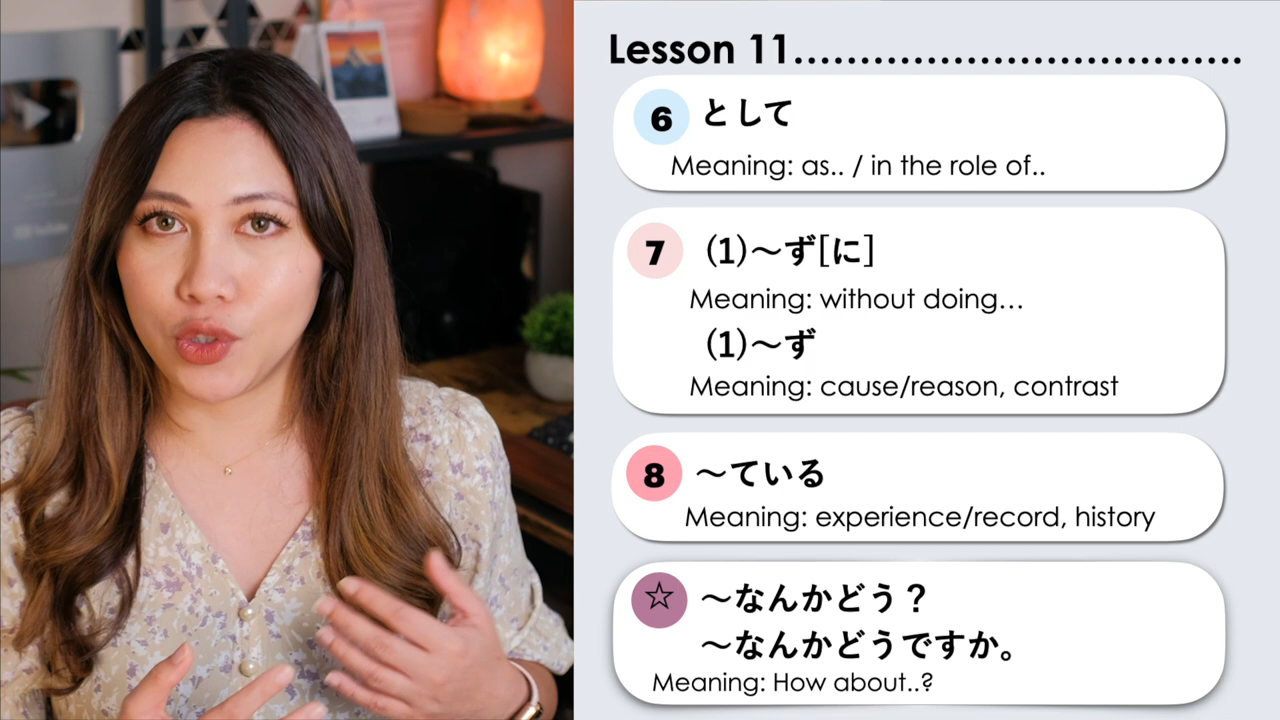 Lesson 11..................................
6 として
Meaning: as.. / in the role of..
7 (1)～ず[に]
Meaning: without doing...
(1)～ず
Meaning: cause/reason, contrast
8 ～ている
Meaning: experience/record, history
☆ ～なんかどう？
～なんかどうですか。
Meaning: How about..?